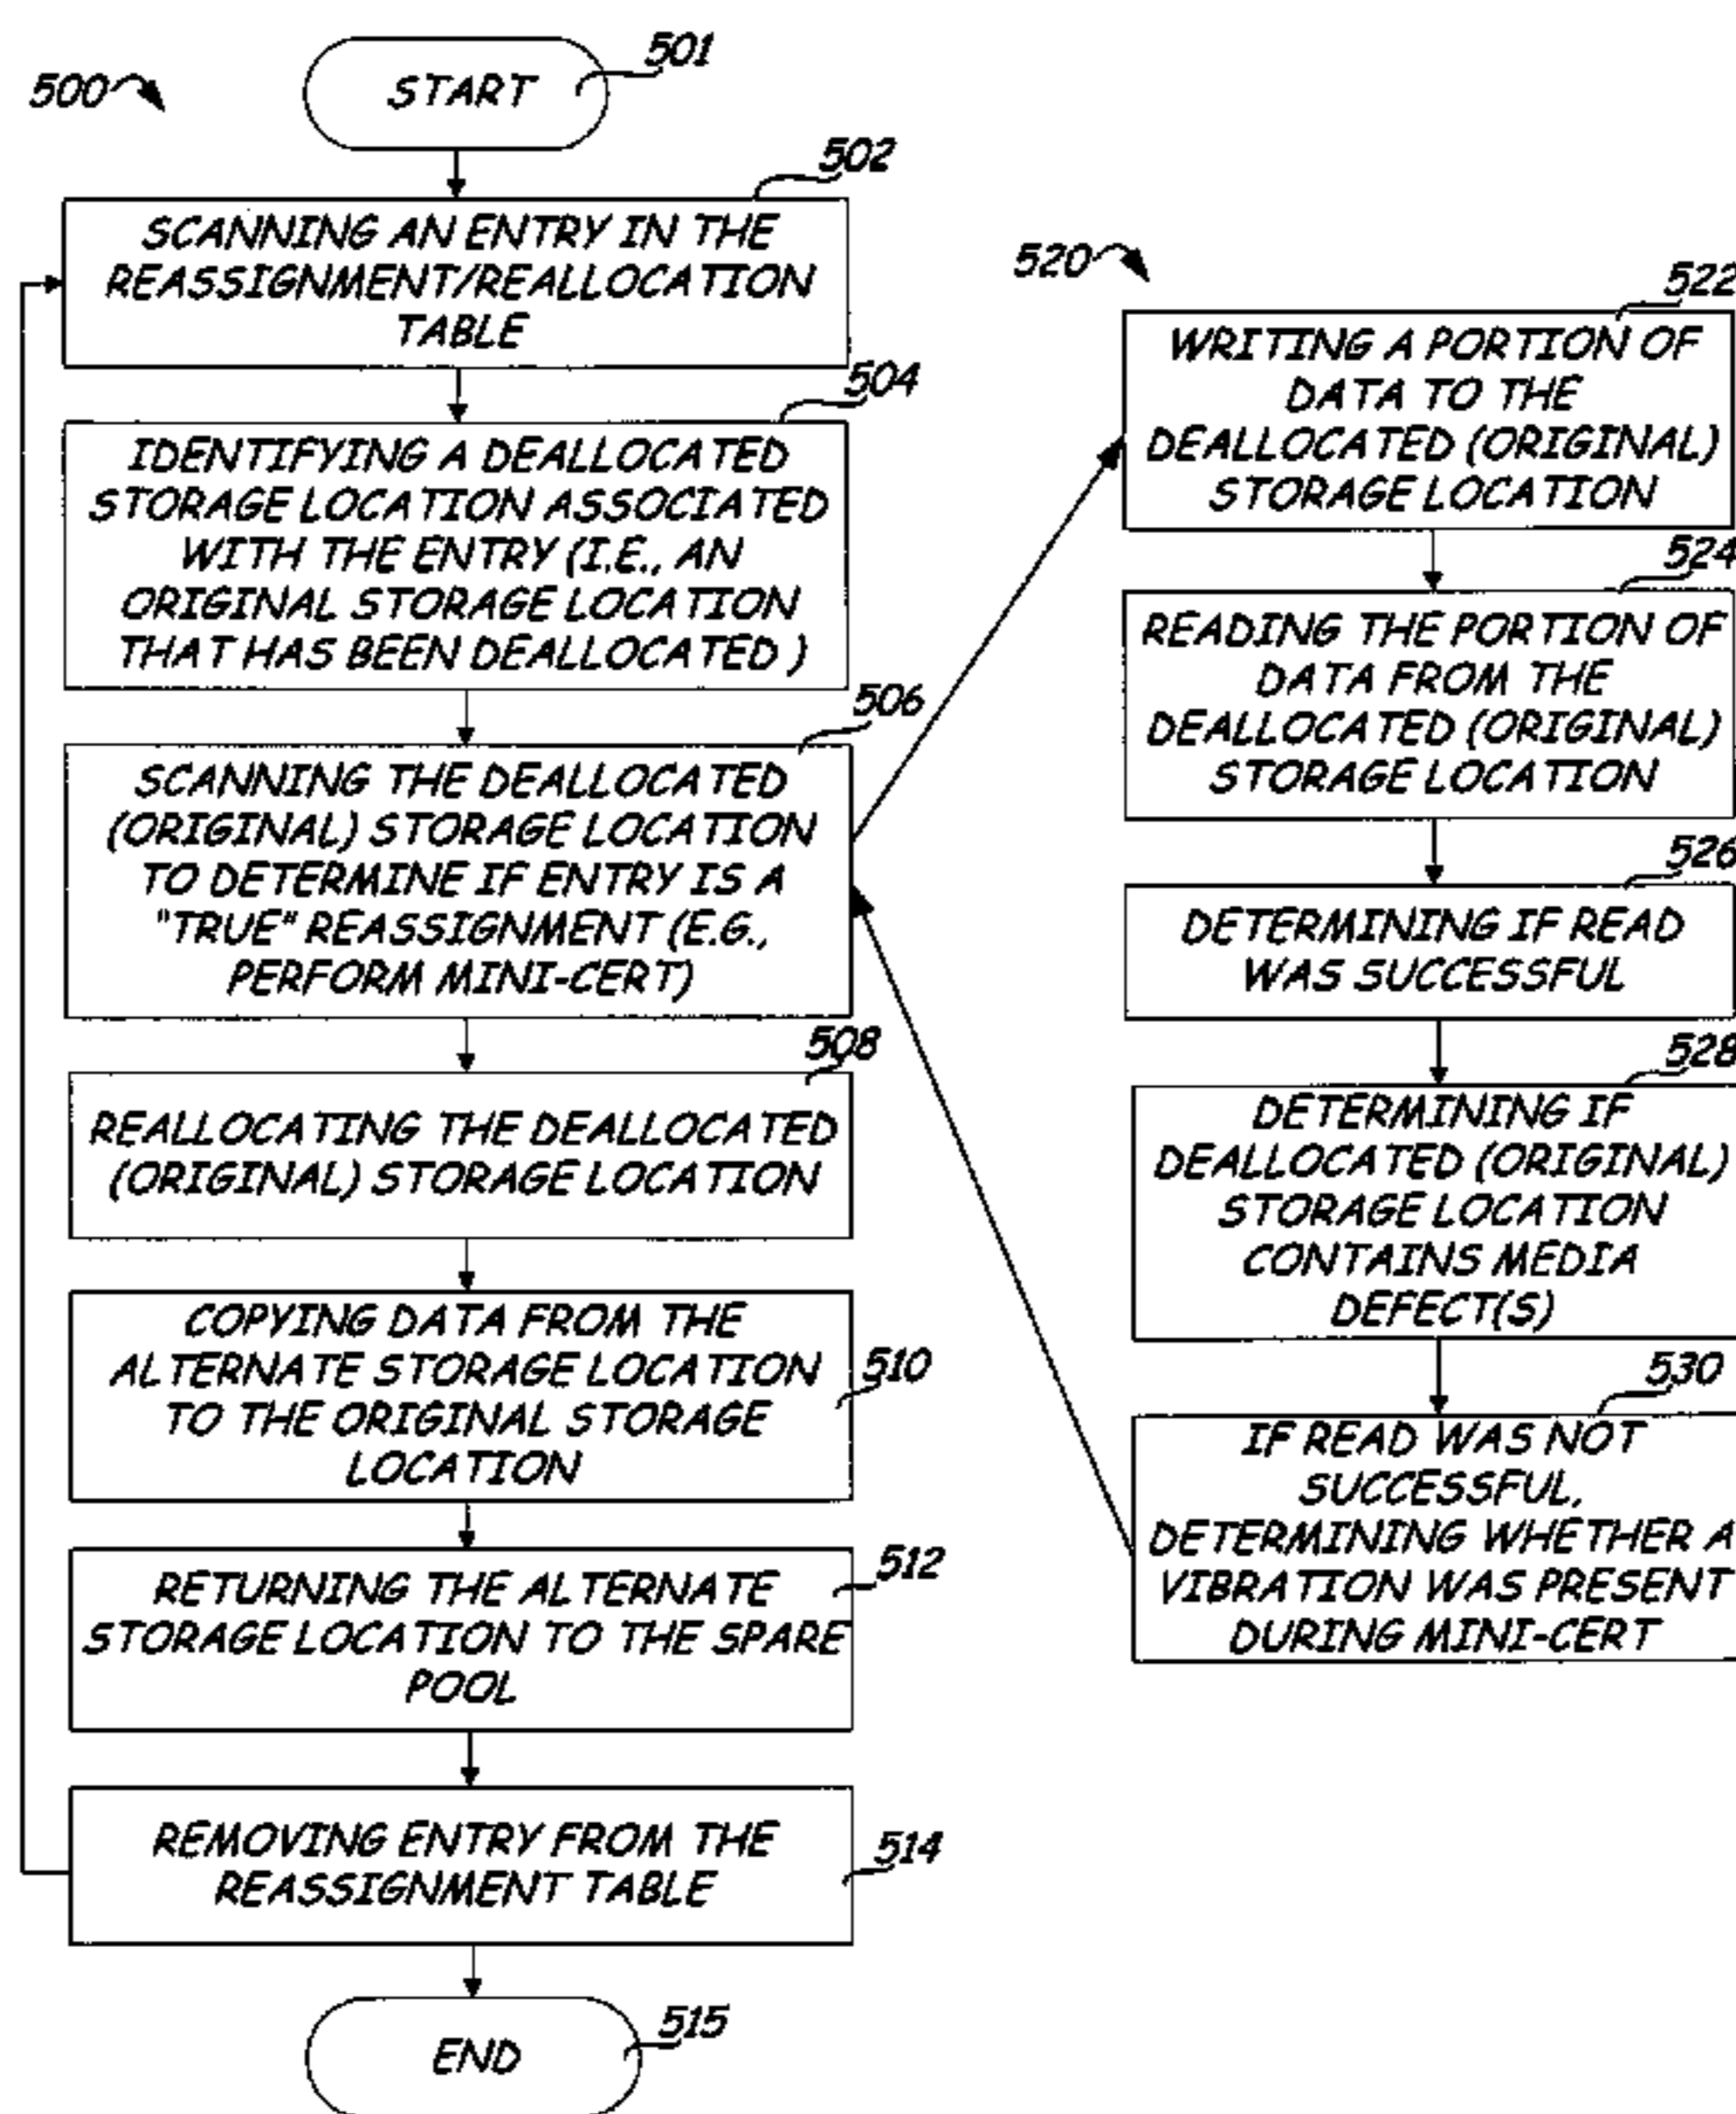 500
START
501
502
SCANNING AN ENTRY IN THE
REASSIGNMENT/REALLOCATION
TABLE
504
IDENTIFYING A DEALLOCATED
STORAGE LOCATION ASSOCIATED
WITH THE ENTRY (I.E., AN
ORIGINAL STORAGE LOCATION
THAT HAS BEEN DEALLOCATED )
506
SCANNING THE DEALLOCATED
(ORIGINAL) STORAGE LOCATION
TO DETERMINE IF ENTRY IS A
"TRUE" REASSIGNMENT (E.G.,
PERFORM MINI-CERT)
508
REALLOCATING THE DEALLOCATED
(ORIGINAL) STORAGE LOCATION
COPYING DATA FROM THE
ALTERNATE STORAGE LOCATION
TO THE ORIGINAL STORAGE
LOCATION
510
RETURNING THE ALTERNATE
STORAGE LOCATION TO THE SPARE
POOL
512
REMOVING ENTRY FROM THE
REASSIGNMENT TABLE
514
END
515
520
522
WRITING A PORTION OF
DATA TO THE
DEALLOCATED (ORIGINAL)
STORAGE LOCATION
524
READING THE PORTION OF
DATA FROM THE
DEALLOCATED (ORIGINAL)
STORAGE LOCATION
526
DETERMINING IF READ
WAS SUCCESSFUL
528
DETERMINING IF
DEALLOCATED (ORIGINAL)
STORAGE LOCATION
CONTAINS MEDIA
DEFECT(S)
530
IF READ WAS NOT
SUCCESSFUL,
DETERMINING WHETHER A
VIBRATION WAS PRESENT
DURING MINI-CERT